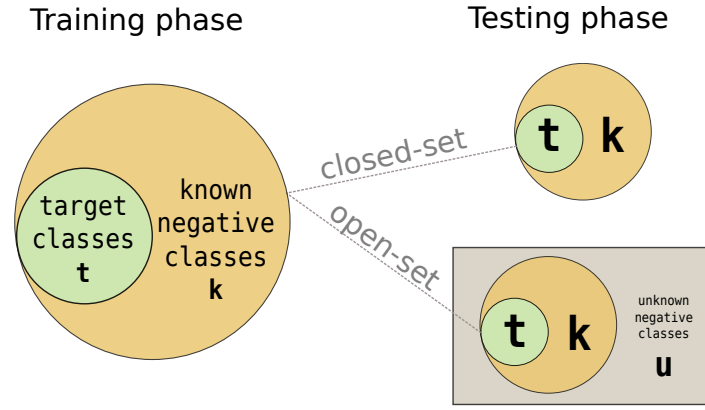 Training phase
Testing phase
target
classes
t
known
negative
classes
k
closed-set
open-set
t k
t k
unknown
negative
classes
u